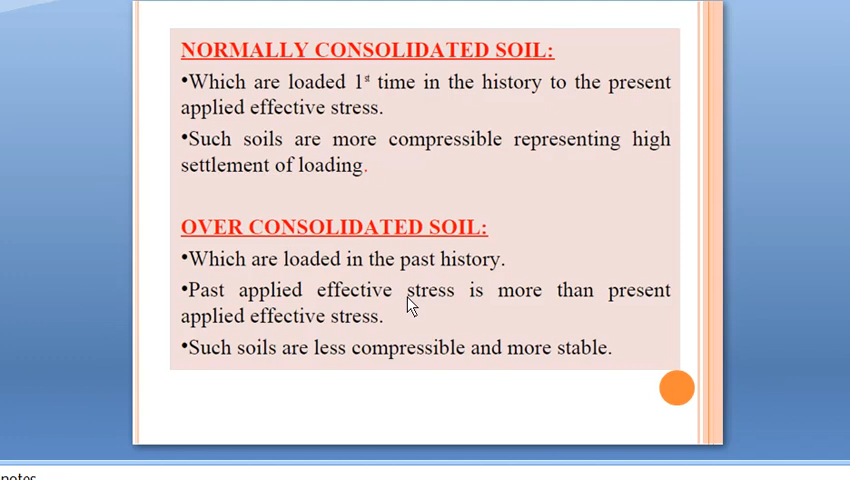 NORMALLY CONSOLIDATED SOIL:
•Which are loaded 1st time in the history to the present
applied effective stress.
•Such soils are more compressible representing high
settlement of loading.
OVER CONSOLIDATED SOIL:
•Which are loaded in the past history.
•Past applied effective stress is more than present
applied effective stress.
•Such soils are less compressible and more stable.
notes